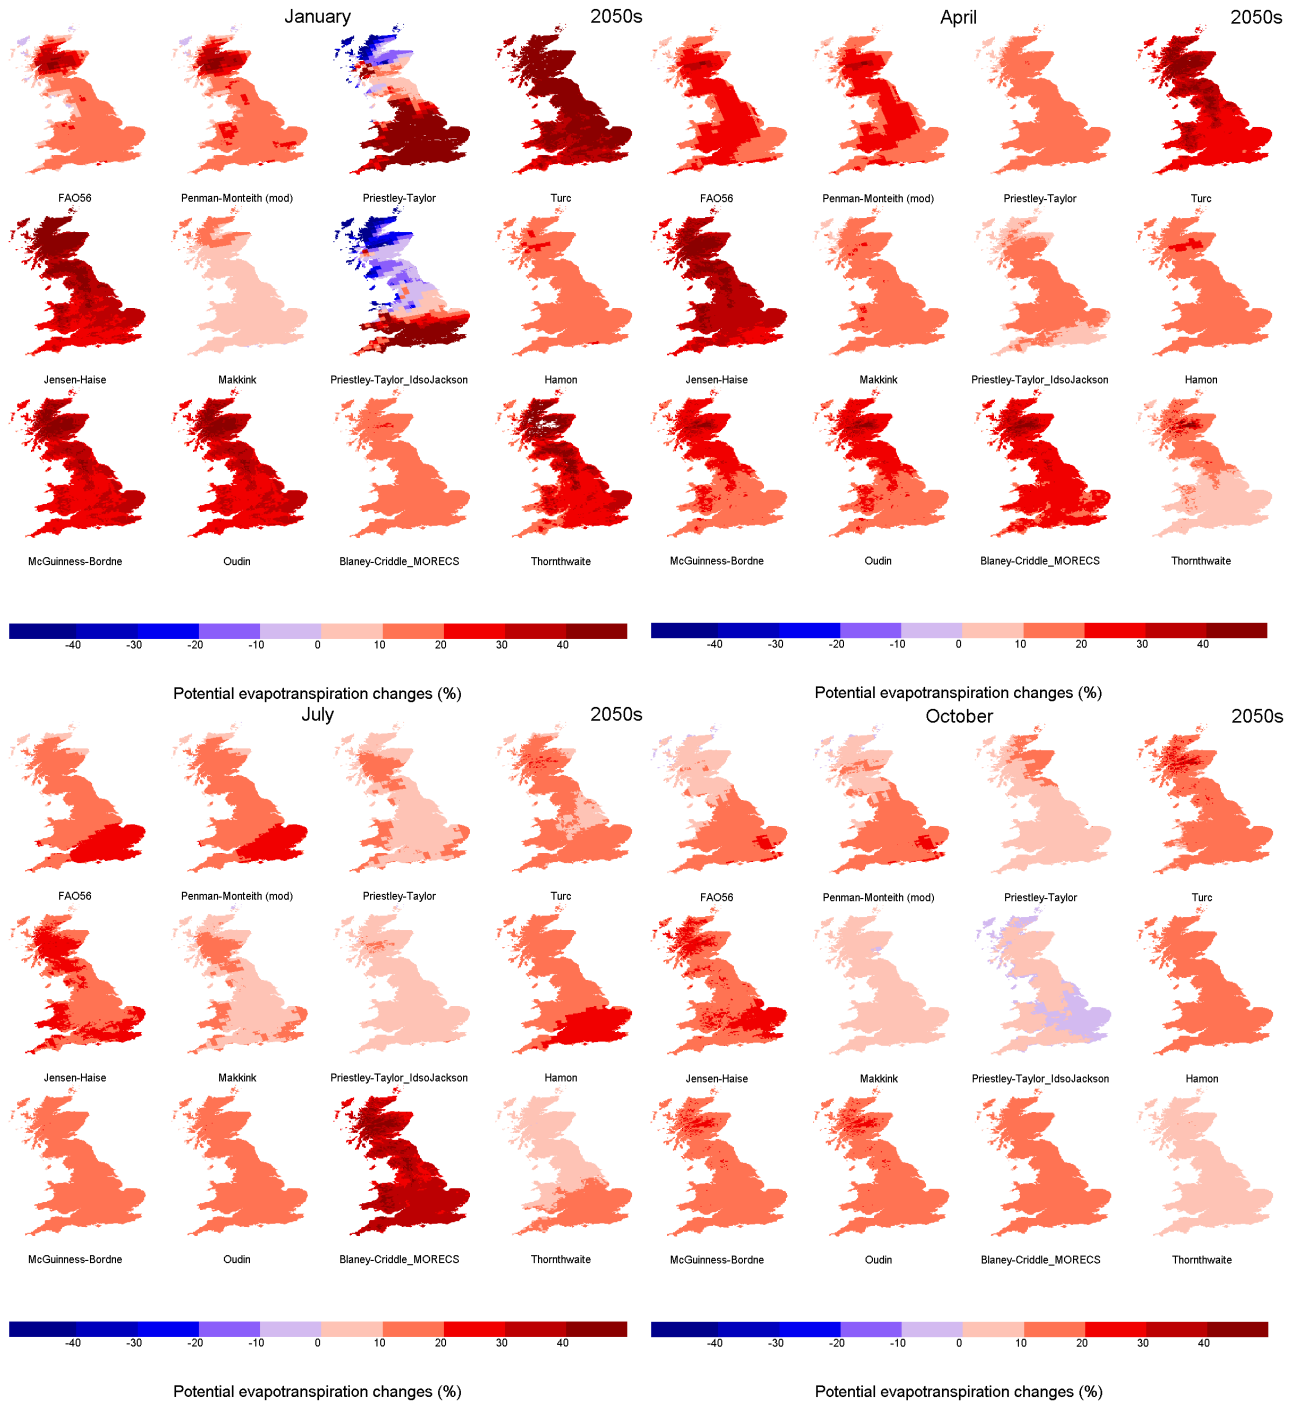 January 2050s
FAO56 Penman-Monteith (mod) Priestley-Taylor Turc
Jensen-Haise Makkink Priestley-Taylor_IdsoJackson Hamon
McGuinness-Bordne Oudin Blaney-Criddle_MORECS Thornthwaite
-40 -30 -20 -10 0 10 20 30 40
Potential evapotranspiration changes (%)
April 2050s
FAO56 Penman-Monteith (mod) Priestley-Taylor Turc
Jensen-Haise Makkink Priestley-Taylor_IdsoJackson Hamon
McGuinness-Bordne Oudin Blaney-Criddle_MORECS Thornthwaite
-40 -30 -20 -10 0 10 20 30 40
Potential evapotranspiration changes (%)
July 2050s
FAO56 Penman-Monteith (mod) Priestley-Taylor Turc
Jensen-Haise Makkink Priestley-Taylor_IdsoJackson Hamon
McGuinness-Bordne Oudin Blaney-Criddle_MORECS Thornthwaite
-40 -30 -20 -10 0 10 20 30 40
Potential evapotranspiration changes (%)
October 2050s
FAO56 Penman-Monteith (mod) Priestley-Taylor Turc
Jensen-Haise Makkink Priestley-Taylor_IdsoJackson Hamon
McGuinness-Bordne Oudin Blaney-Criddle_MORECS Thornthwaite
-40 -30 -20 -10 0 10 20 30 40
Potential evapotranspiration changes (%)